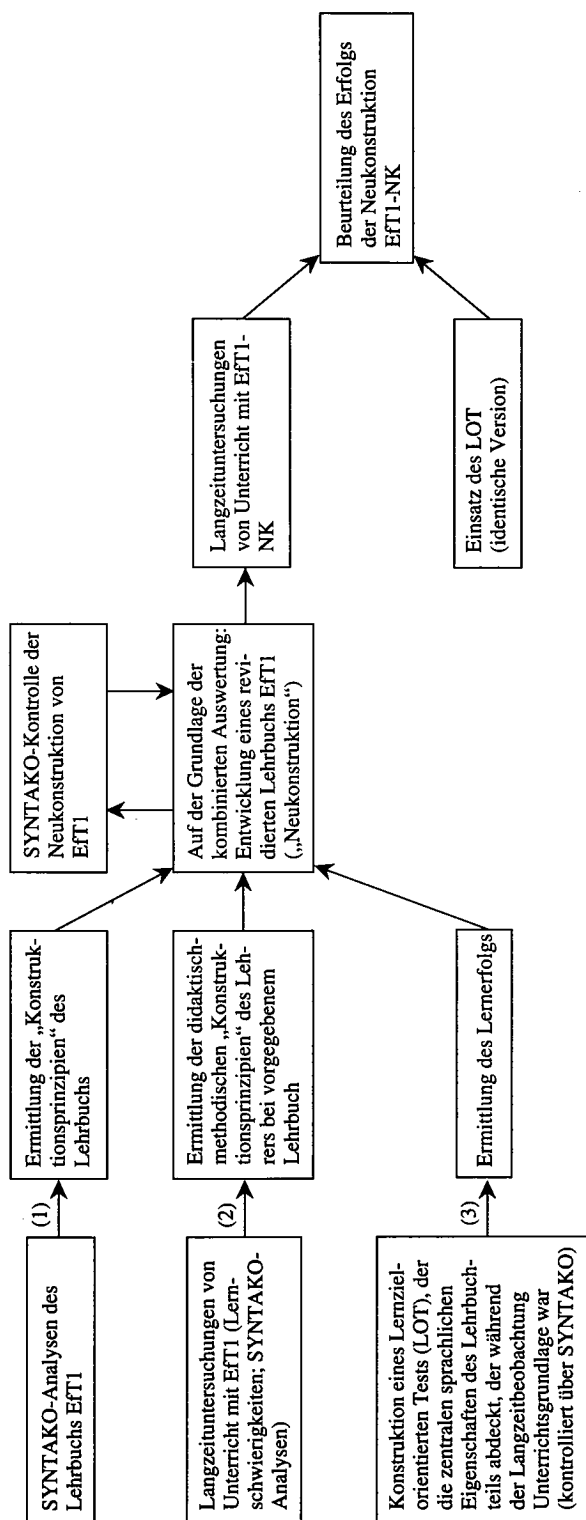 SYNTAKO-Analysen des
Lehrbuchs EfT1
(1)
Ermittlung der „Konstruk-
tionsprinzipien“ des
Lehrbuchs
SYNTAKO-Kontrolle der
Neukonstruktion von
EfT1
Langzeituntersuchungen von
Unterricht mit EfT1 (Lern-
schwierigkeiten; SYNTAKO-
Analysen)
(2)
Ermittlung der didaktisch-
methodischen „Konstruk-
tionsprinzipien“ des Leh-
rers bei vorgegebenem
Lehrbuch
Auf der Grundlage der
kombinierten Auswertung:
Entwicklung eines revi-
dierten Lehrbuchs EfT1
(„Neukonstruktion“)
Langzeituntersuchungen
von Unterricht mit EfT1-
NK
Beurteilung des Erfolgs
der Neukonstruktion
EfT1-NK
Konstruktion eines Lernziel-
orientierten Tests (LOT), der
die zentralen sprachlichen
Eigenschaften des Lehrbuch-
teils abdeckt, der während
der Langzeitbeobachtung
Unterrichtsgrundlage war
(kontrolliert über SYNTAKO)
(3)
Ermittlung des Lernerfolgs
Einsatz des LOT
(identische Version)